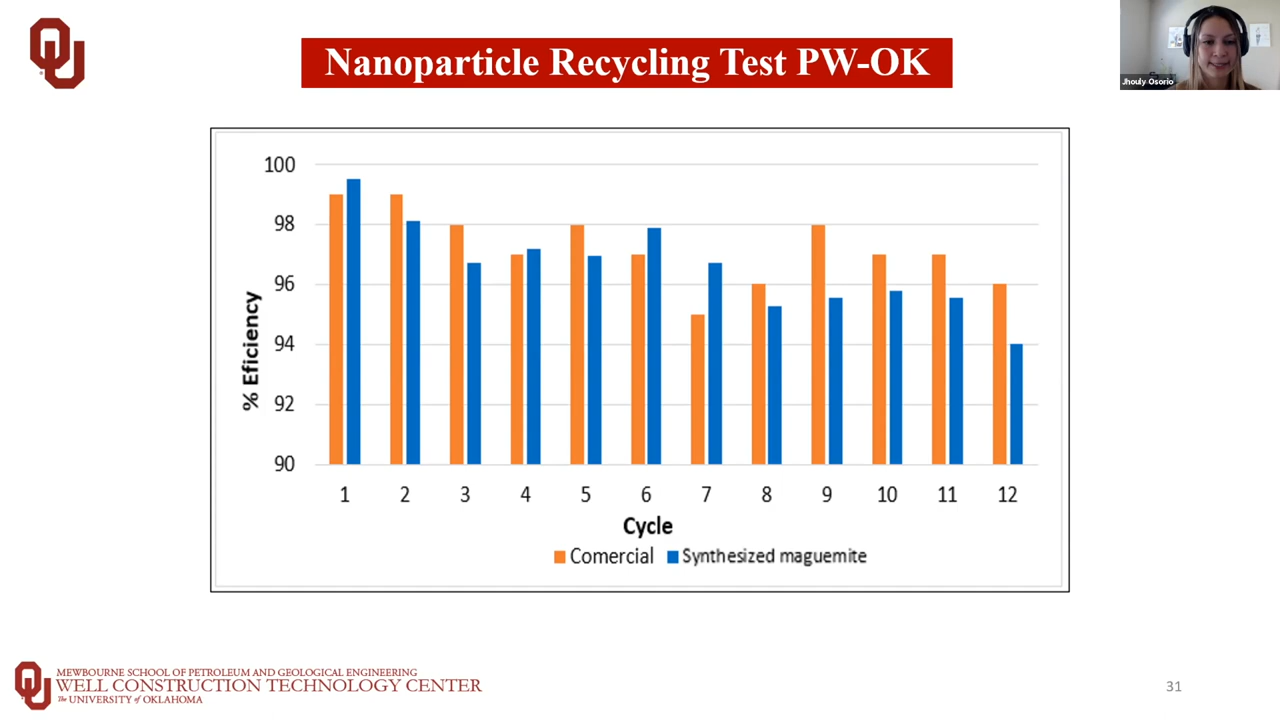 Nanoparticle Recycling Test PW-OK
Jhouly Osorio
100
98
96
94
92
90
% Eficiency
1 2 3 4 5 6 7 8 9 10 11 12
Cycle
Comercial Synthesized maguemite
MEWBOURNE SCHOOL OF PETROLEUM AND GEOLOGICAL ENGINEERING
WELL CONSTRUCTION TECHNOLOGY CENTER
The UNIVERSITY of OKLAHOMA
31